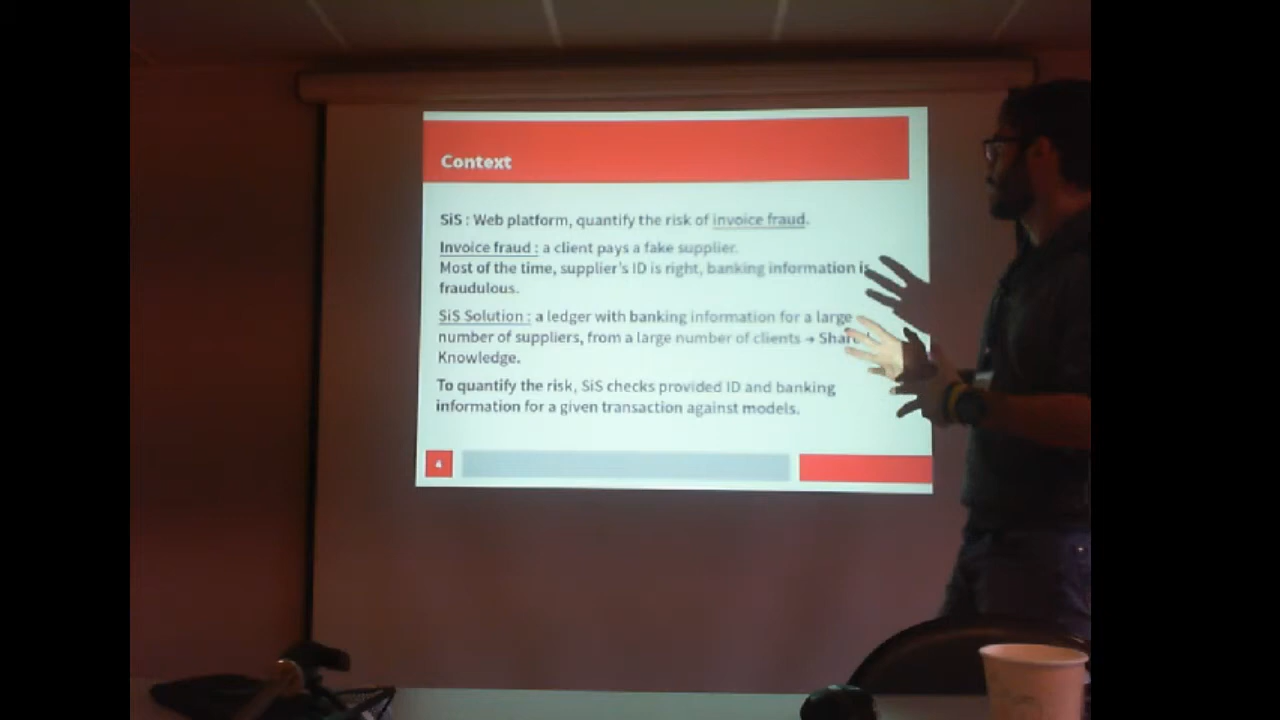 Context
SiS : Web platform, quantify the risk of invoice fraud.
Invoice fraud : a client pays a fake supplier.
Most of the time, supplier's ID is right, banking information is
fraudulous.
SiS Solution : a ledger with banking information for a large
number of suppliers, from a large number of clients → Share
Knowledge.
To quantify the risk, SiS checks provided ID and banking
information for a given transaction against models.
4